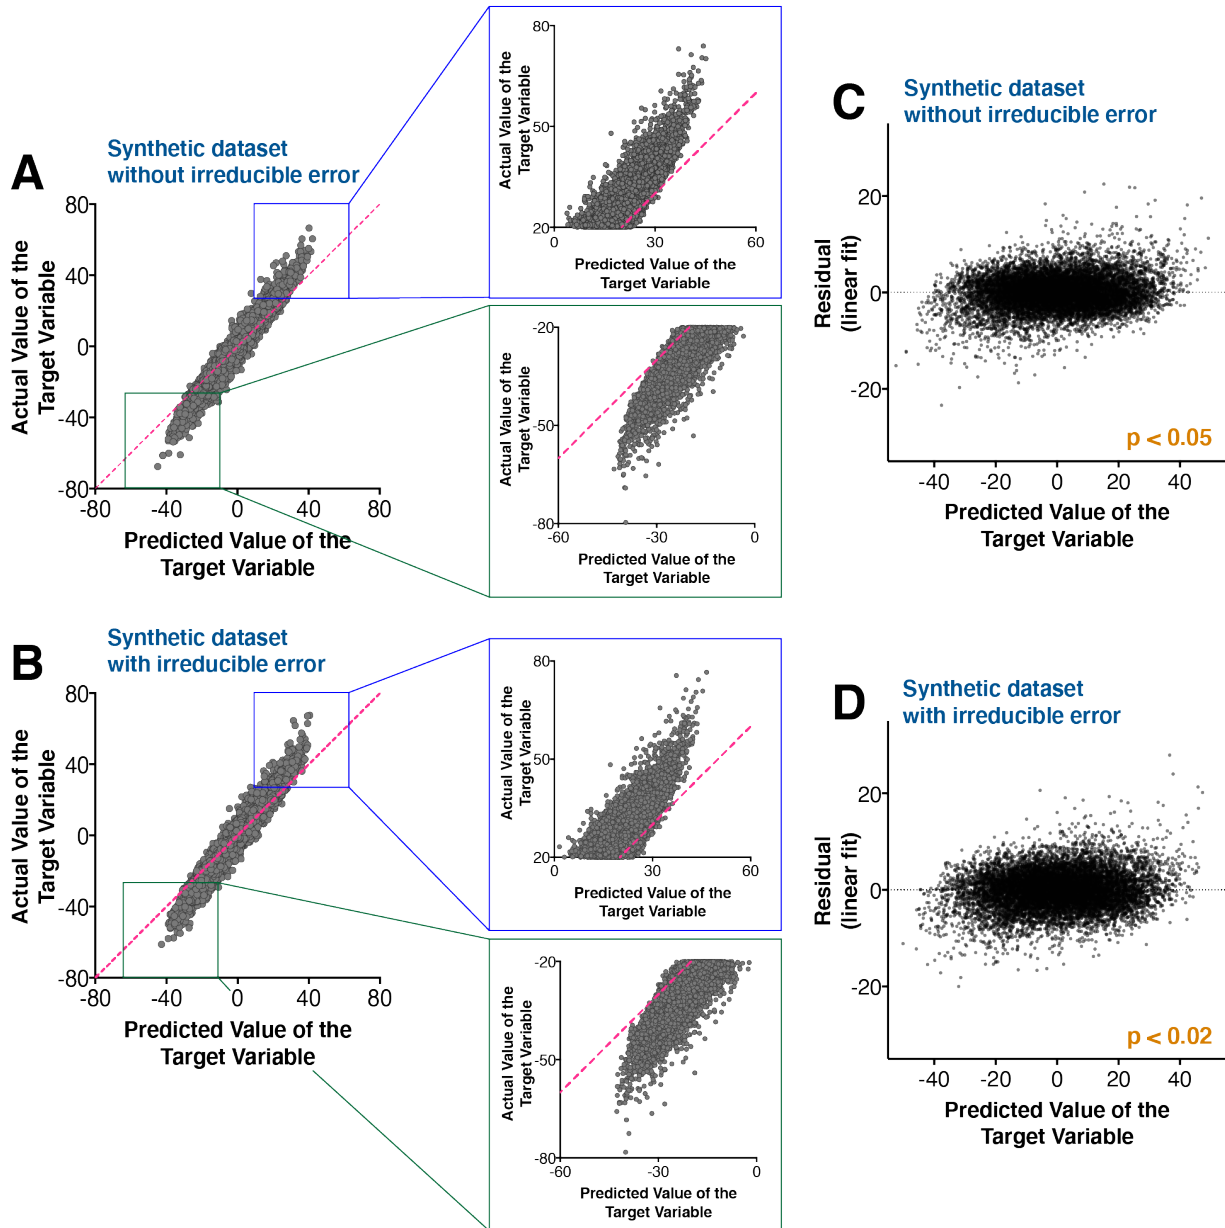 A
Synthetic dataset
without irreducible error
80
40
0
-40
-80
-80
-40
0
40
80
Actual Value of the
Target Variable
Predicted Value of the
Target Variable
80
50
20
0
30
60
Actual Value of the
Target Variable
Predicted Value of the
Target Variable
-20
-50
-80
-60
-30
0
Actual Value of the
Target Variable
Predicted Value of the
Target Variable
B
Synthetic dataset
with irreducible error
80
40
0
-40
-80
-80
-40
0
40
80
Actual Value of the
Target Variable
Predicted Value of the
Target Variable
80
50
20
0
30
60
Actual Value of the
Target Variable
Predicted Value of the
Target Variable
-20
-50
-80
-60
-30
0
Actual Value of the
Target Variable
Predicted Value of the
Target Variable
C
Synthetic dataset
without irreducible error
20
0
-20
-40
-20
0
20
40
Residual
(linear fit)
p < 0.05
Predicted Value of the
Target Variable
D
Synthetic dataset
with irreducible error
20
0
-20
-40
-20
0
20
40
Residual
(linear fit)
p < 0.02
Predicted Value of the
Target Variable